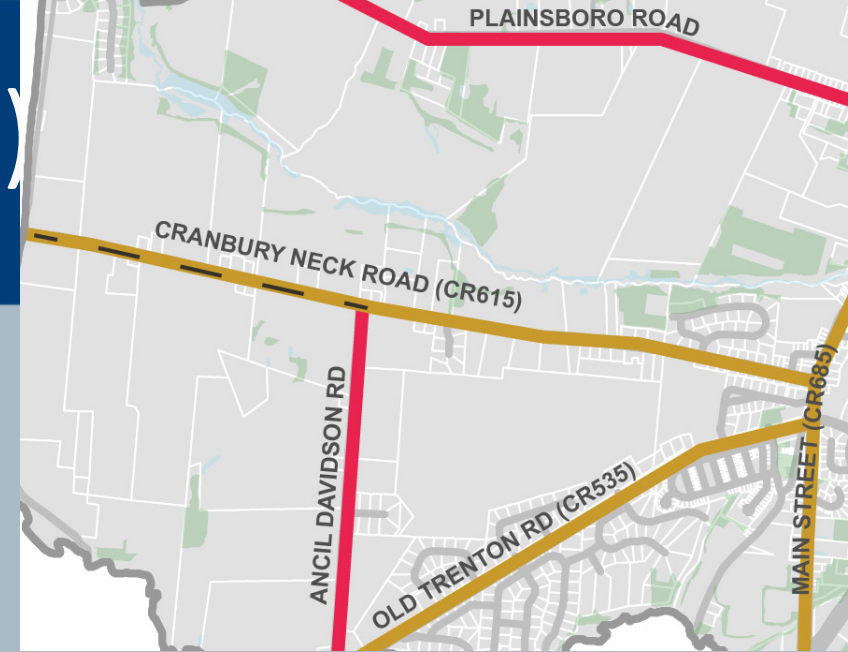 PLAINSBORO ROAD
)
CRANBURY NECK ROAD (CR615)
ANCIL DAVIDSON RD
OLD TRENTON RD (CR535)
MAIN STREET (CR685)